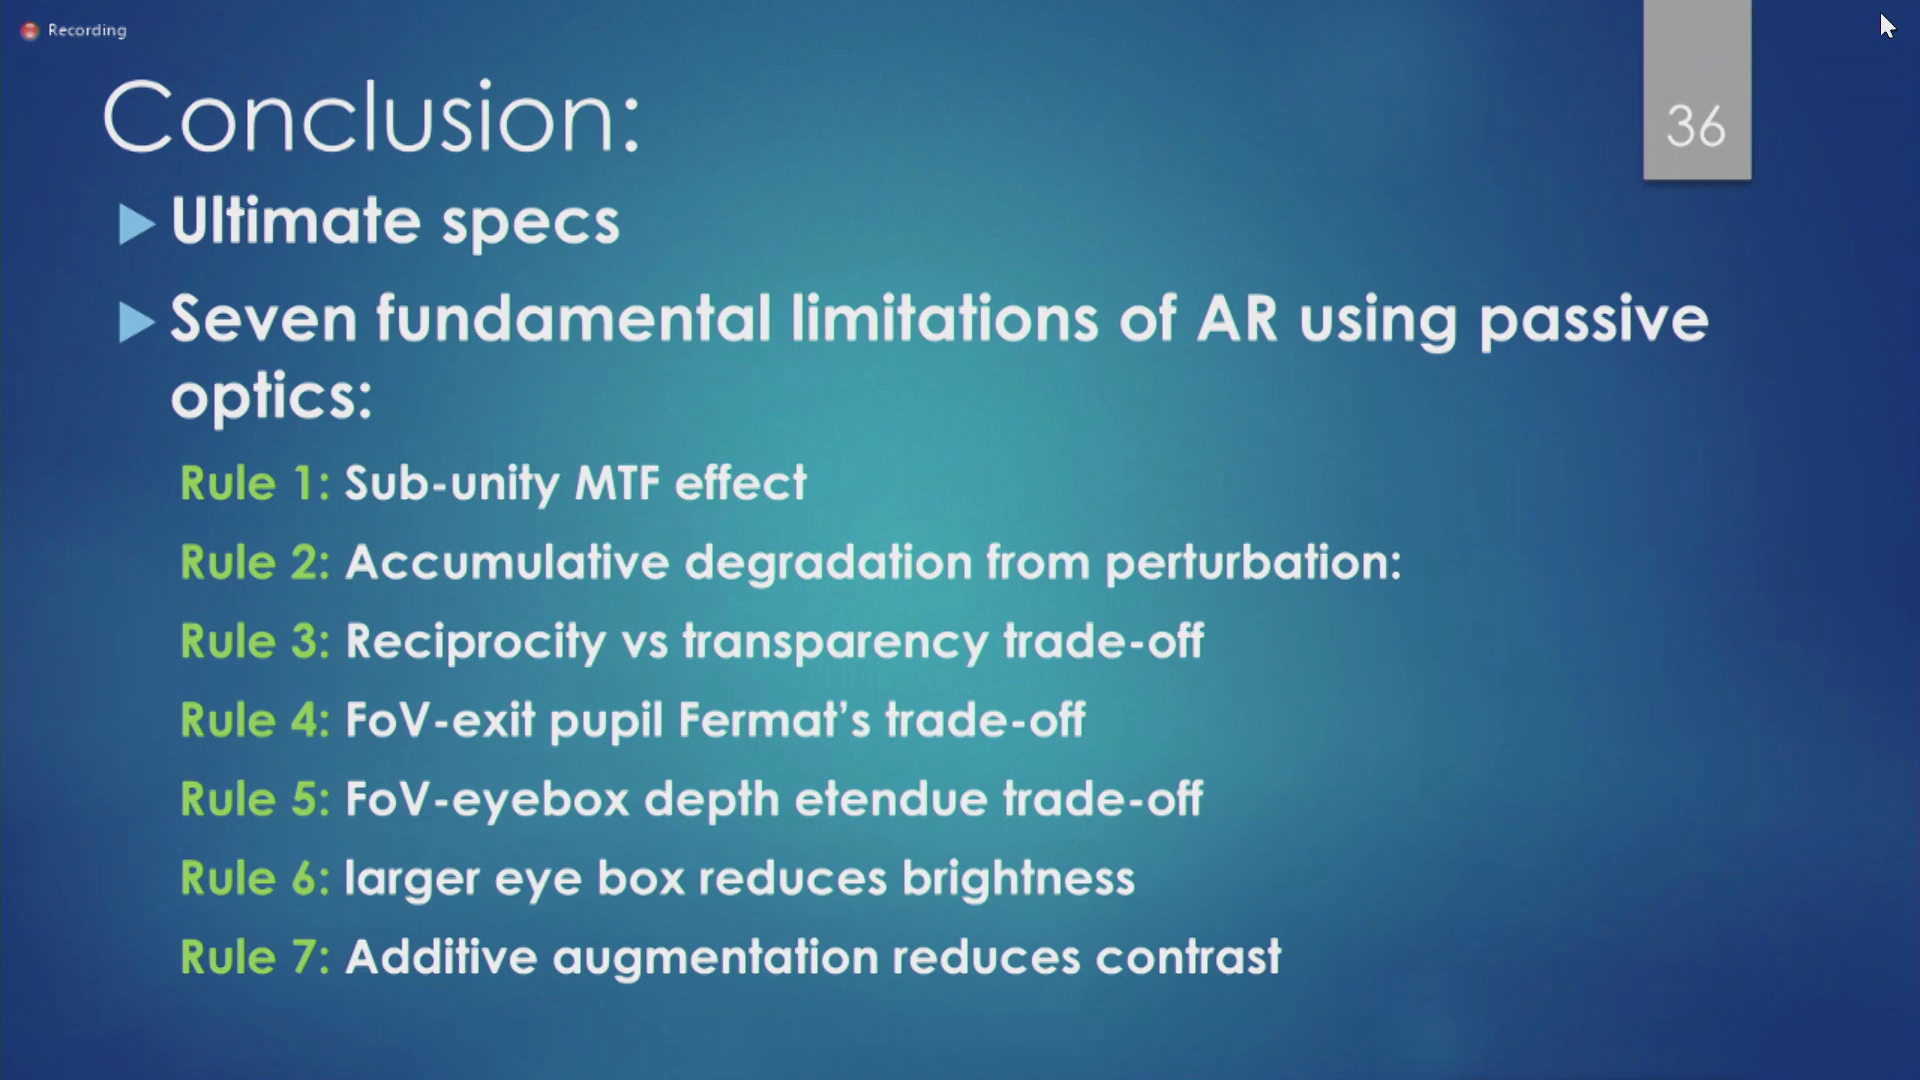 Recording
Conclusion:
36
Ultimate specs
Seven fundamental limitations of AR using passive
optics:
Rule 1: Sub-unity MTF effect
Rule 2: Accumulative degradation from perturbation:
Rule 3: Reciprocity vs transparency trade-off
Rule 4: FoV-exit pupil Fermat’s trade-off
Rule 5: FoV-eyebox depth etendue trade-off
Rule 6: larger eye box reduces brightness
Rule 7: Additive augmentation reduces contrast